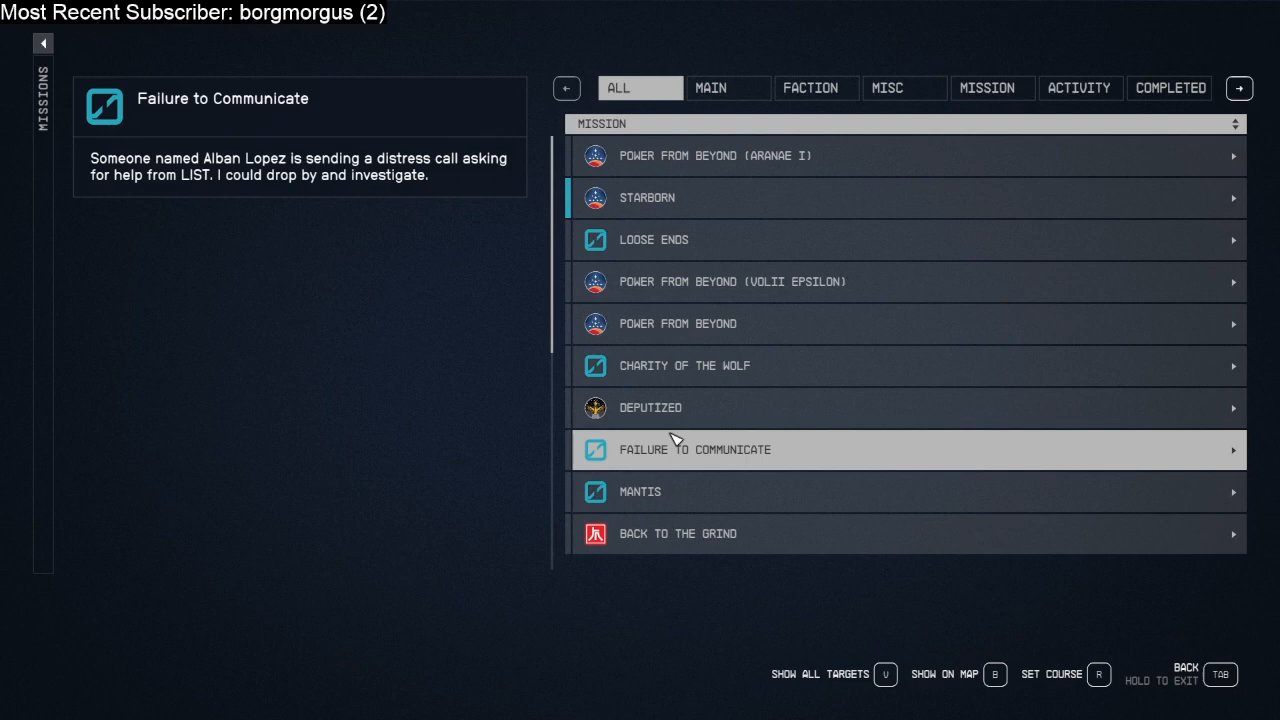 Most Recent Subscriber: borgmorgus (2)
MISSIONS
Failure to Communicate
Someone named Alban Lopez is sending a distress call asking
for help from LIST. I could drop by and investigate.
ALL
MAIN
FACTION
MISC
MISSION
ACTIVITY
COMPLETED
MISSION
POWER FROM BEYOND (ARANAE I)
STARBORN
LOOSE ENDS
POWER FROM BEYOND (VOLII EPSILON)
POWER FROM BEYOND
CHARITY OF THE WOLF
DEPUTIZED
FAILURE TO COMMUNICATE
MANTIS
BACK TO THE GRIND
SHOW ALL TARGETS V
SHOW ON MAP B
SET COURSE R
BACK
HOLD TO EXIT
TAB